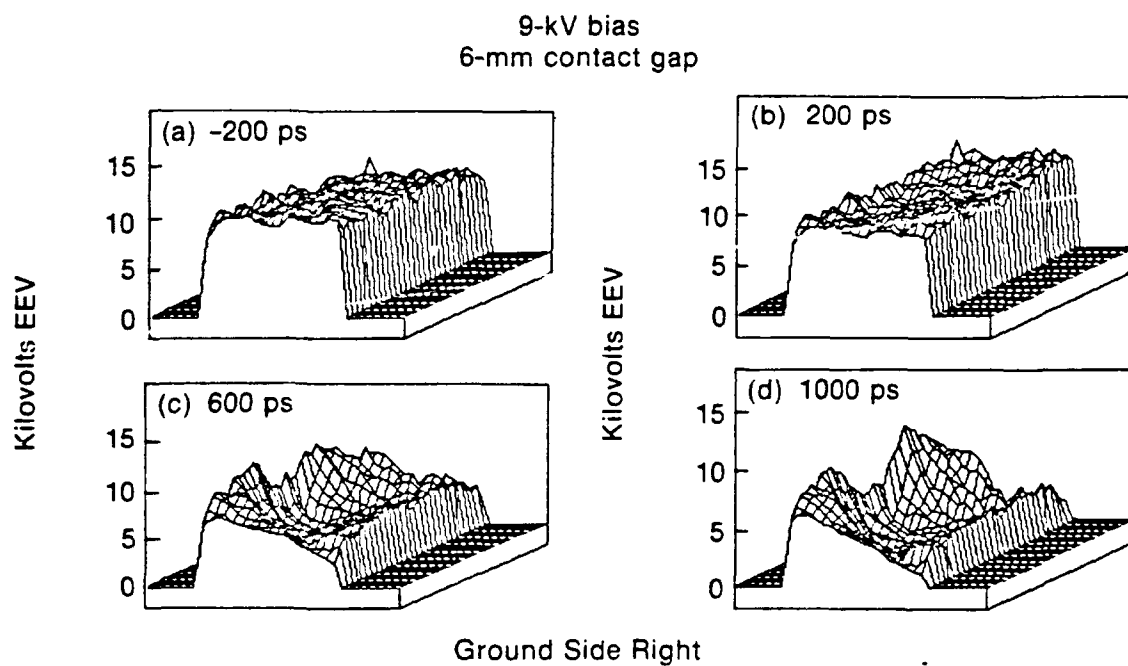 9-kV bias
6-mm contact gap
(a) -200 ps
15
10
5
0
(b) 200 ps
15
10
5
0
Kilovolts EEV
Kilovolts EEV
(c) 600 ps
15
10
5
0
(d) 1000 ps
15
10
5
0
Ground Side Right